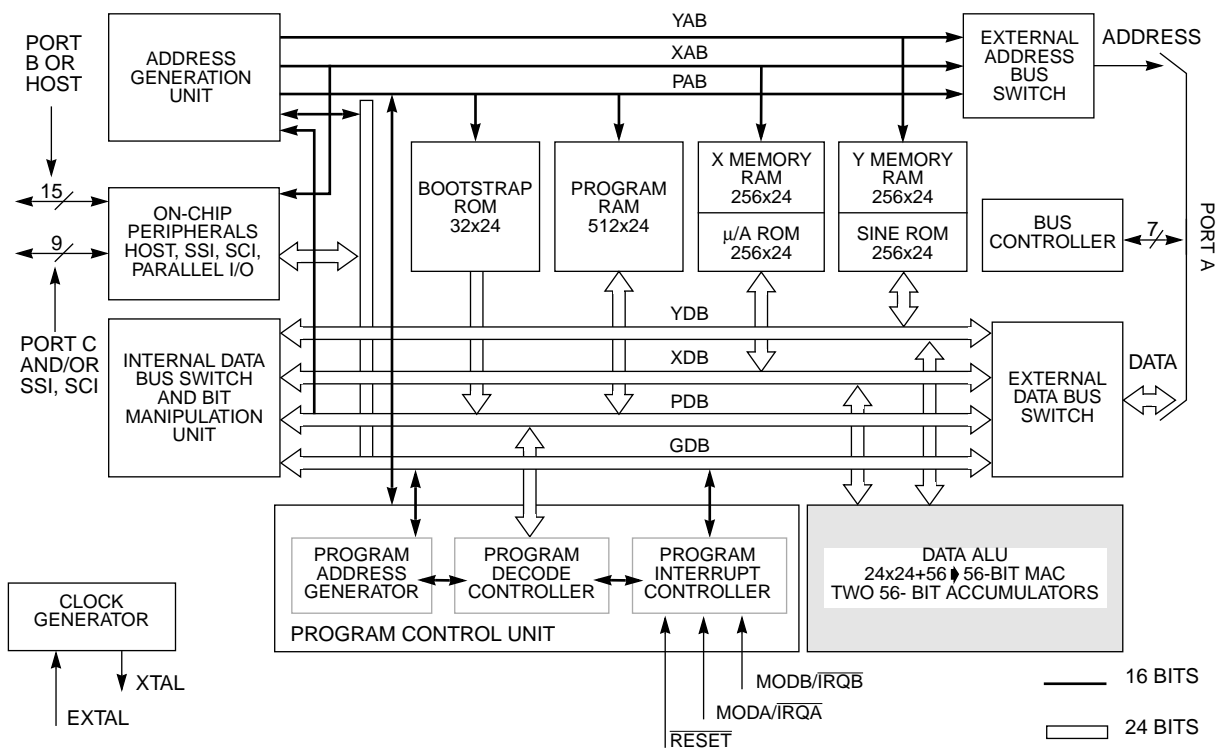 YAB
XAB
PAB
PORT
B OR
HOST
ADDRESS
GENERATION
UNIT
EXTERNAL
ADDRESS
BUS
SWITCH
ADDRESS
15
9
ON-CHIP
PERIPHERALS
HOST, SSI, SCI,
PARALLEL I/O
BOOTSTRAP
ROM
32x24
PROGRAM
RAM
512x24
X MEMORY
RAM
256x24
μ/A ROM
256x24
Y MEMORY
RAM
256x24
SINE ROM
256x24
BUS
CONTROLLER
7
PORT A
PORT C
AND/OR
SSI, SCI
INTERNAL DATA
BUS SWITCH
AND BIT
MANIPULATION
UNIT
YDB
XDB
PDB
GDB
EXTERNAL
DATA BUS
SWITCH
DATA
PROGRAM
ADDRESS
GENERATOR
PROGRAM
DECODE
CONTROLLER
PROGRAM
INTERRUPT
CONTROLLER
PROGRAM CONTROL UNIT
DATA ALU
24x24+56 56-BIT MAC
TWO 56- BIT ACCUMULATORS
CLOCK
GENERATOR
XTAL
EXTAL
MODB/IRQB
MODA/IRQA
RESET
16 BITS
24 BITS